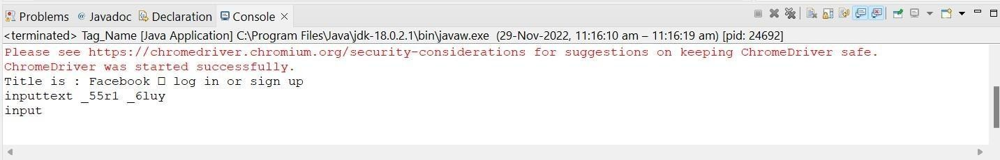 Problems @ Javadoc Declaration Console
<terminated> Tag_Name [Java Application] C:\Program Files\Java\jdk-18.0.2.1\bin\javaw.exe (29-Nov-2022, 11:16:10 am – 11:16:19 am) [pid: 24692]
Please see https://chromedriver.chromium.org/security-considerations for suggestions on keeping ChromeDriver safe.
ChromeDriver was started successfully.
Title is : Facebook □ log in or sign up
inputtext _55r1 _6luy
input